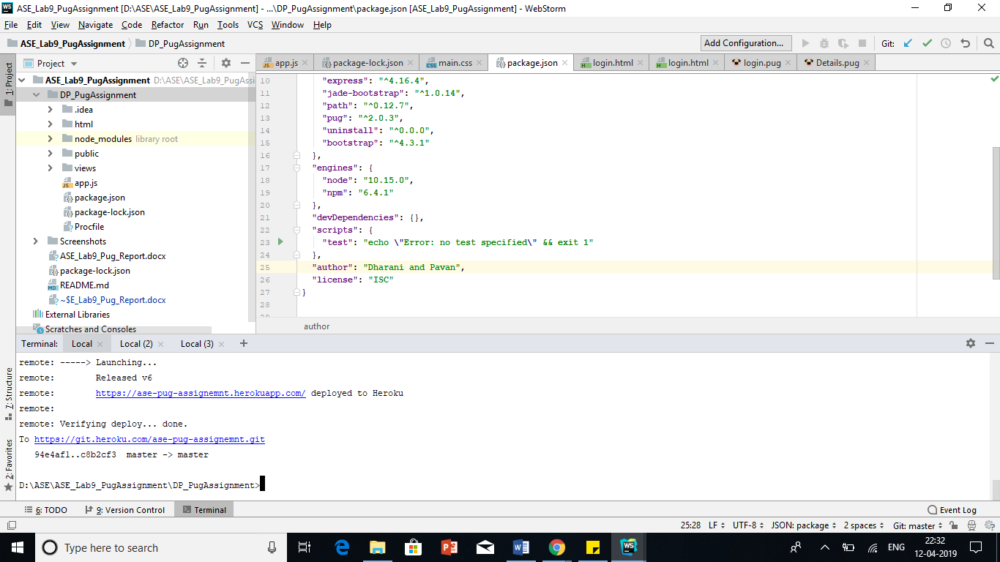 ASE_Lab9_PugAssignment [D:\ASE\ASE_Lab9_PugAssignment] - ...\DP_PugAssignment\package.json [ASE_Lab9_PugAssignment] - WebStorm
File Edit View Navigate Code Refactor Run Tools VCS Window Help
ASE_Lab9_PugAssignment DP_PugAssignment Add Configuration... Git:
Project app.js package-lock.json main.css package.json login.html login.html login.pug Details.pug
1: Project
ASE_Lab9_PugAssignment D:\ASE\ASE_Lab9_PugAssi
DP_PugAssignment
.idea
html
node_modules library root
public
views
app.js
package.json
package-lock.json
Procfile
Screenshots
ASE_Lab9_Pug_Report.docx
package-lock.json
README.md
~$E_Lab9_Pug_Report.docx
External Libraries
Scratches and Consoles
10 "express": "^4.16.4",
11 "jade-bootstrap": "^1.0.14",
12 "path": "^0.12.7",
13 "pug": "^2.0.3",
14 "uninstall": "^0.0.0",
15 "bootstrap": "^4.3.1"
16 },
17 "engines": {
18 "node": "10.15.0",
19 "npm": "6.4.1"
20 },
21 "devDependencies": {},
22 "scripts": {
23 "test": "echo \"Error: no test specified\" && exit 1"
24 },
25 "author": "Dharani and Pavan",
26 "license": "ISC"
27 }
28
author
Terminal: Local Local (2) Local (3)
remote: -----> Launching...
remote: Released v6
remote: https://ase-pug-assignemnt.herokuapp.com/ deployed to Heroku
remote:
remote: Verifying deploy... done.
To https://git.heroku.com/ase-pug-assignemnt.git
94e4af1..c8b2cf3 master -> master
D:\ASE\ASE_Lab9_PugAssignment\DP_PugAssignment>
7: Structure
2: Favorites
6: TODO 9: Version Control Terminal Event Log
25:28 LF UTF-8 JSON: package 2 spaces Git: master
Type here to search ENG 22:32
12-04-2019